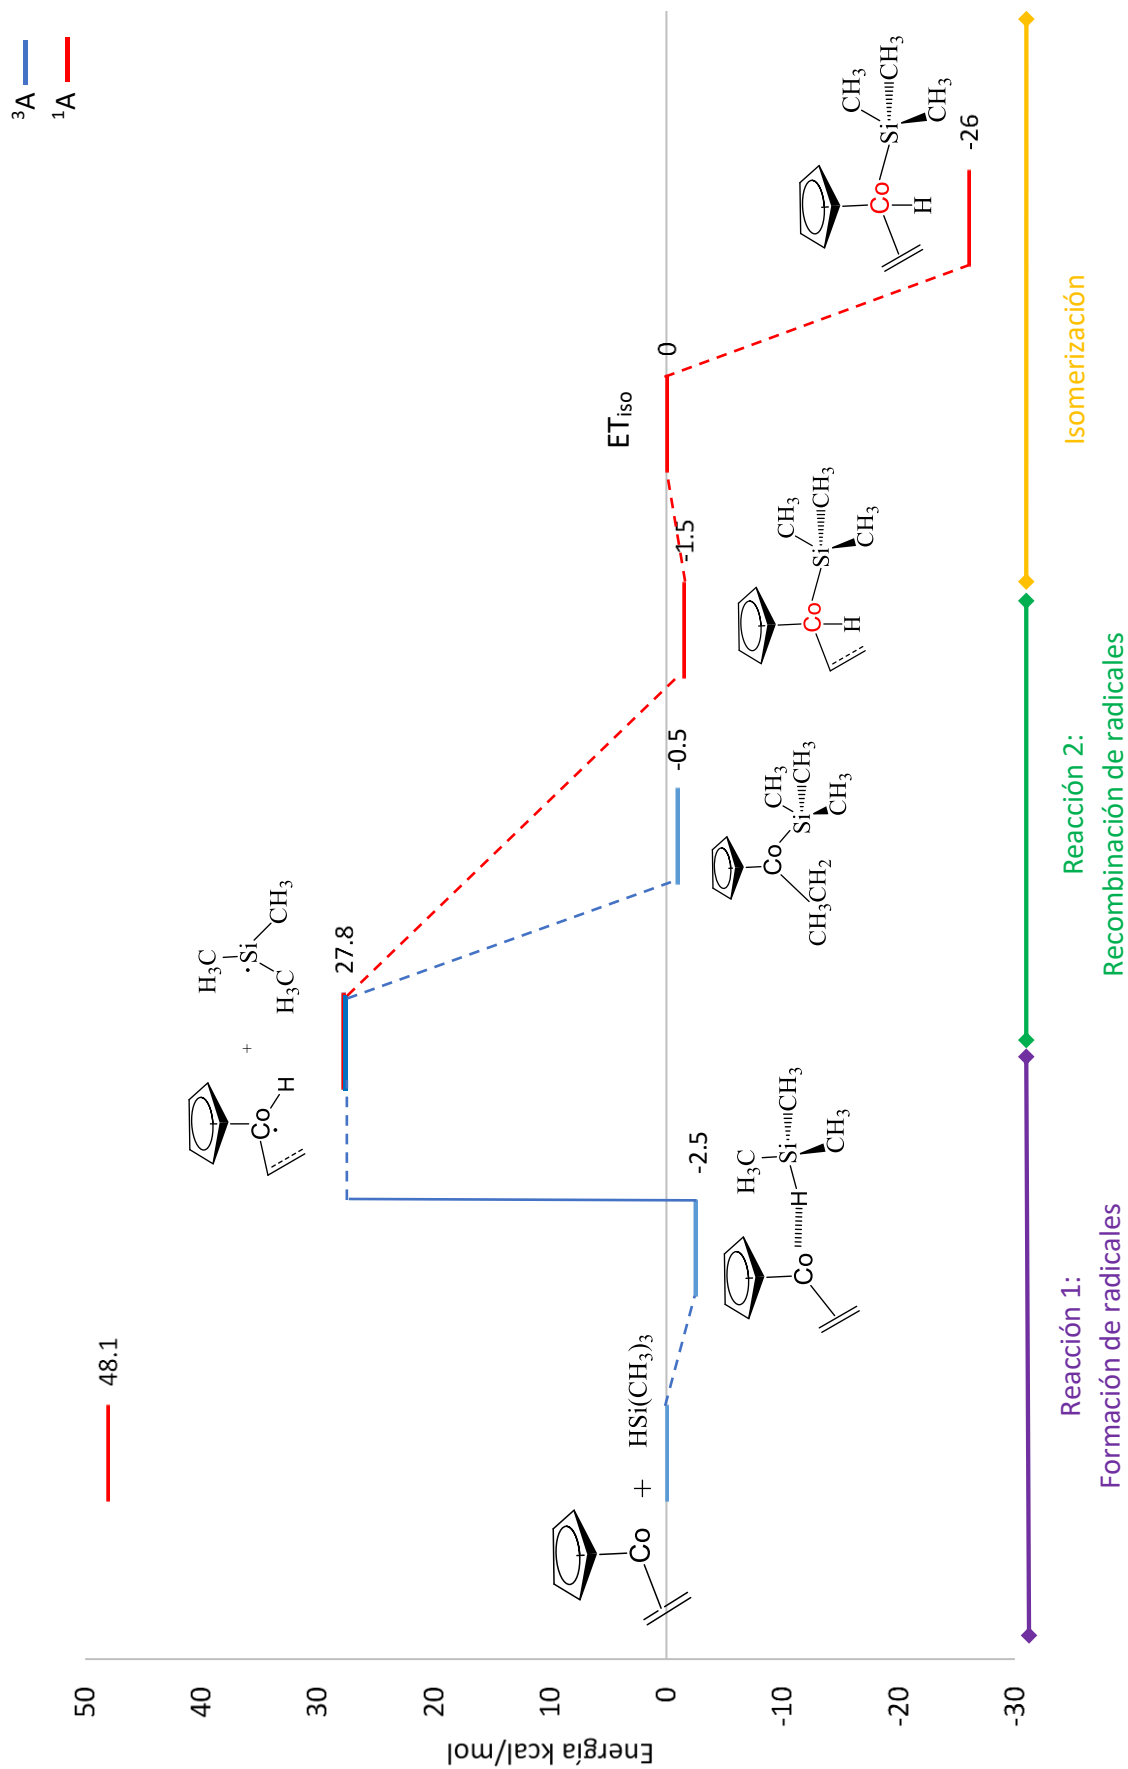 ³A
¹A
Energía kcal/mol
50
40
30
20
10
0
-10
-20
-30
48.1
Co
+
HSi(CH₃)₃
-2.5
Co
H
Si
H₃C
CH₃
CH₃
27.8
Co
H
+
H₃C
Si
CH₃
H₃C
-0.5
Co
CH₃CH₂
Si
CH₃
CH₃
CH₃
-1.5
Co
H
Si
CH₃
CH₃
CH₃
ETiso
0
-26
Co
H
Si
CH₃
CH₃
CH₃
Reacción 1:
Formación de radicales
Reacción 2:
Recombinación de radicales
Isomerización